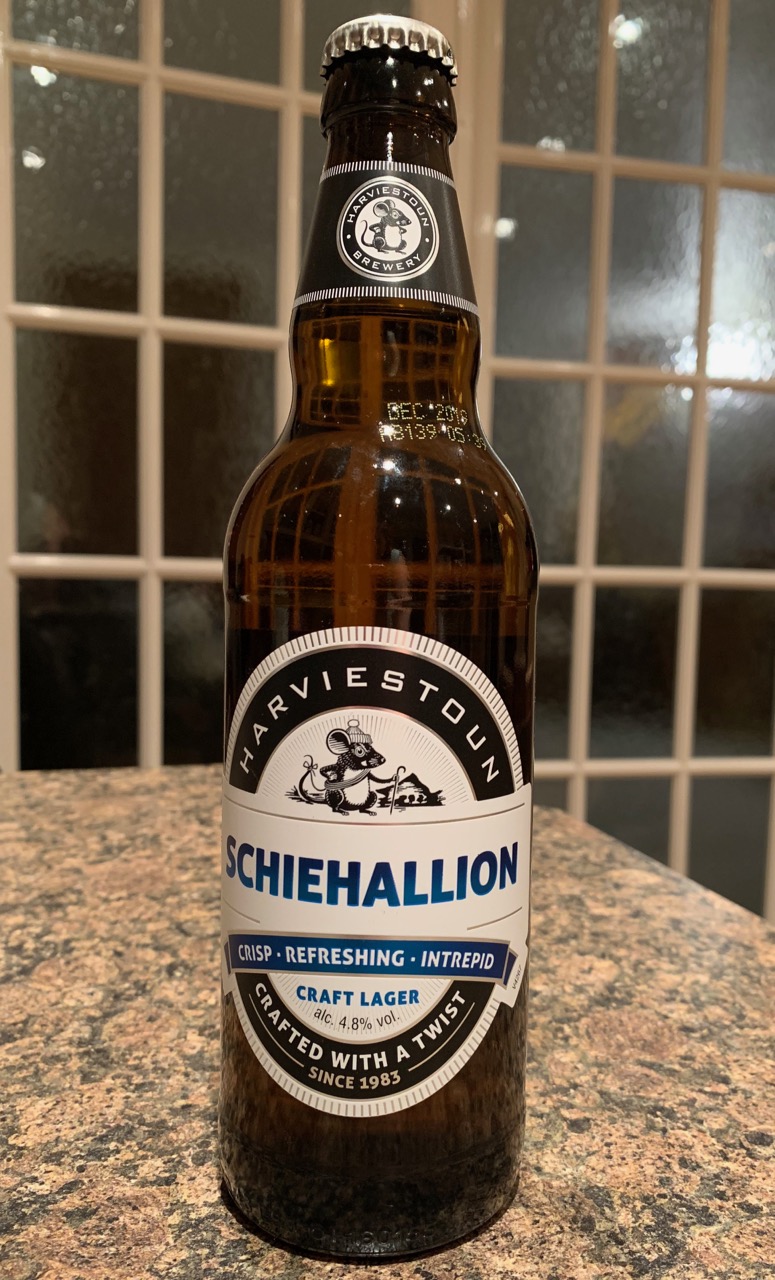 HARVIESTOUN
BREWERY
DEC 2019
HARVIESTOUN
SCHIEHALLION
CRISP · REFRESHING · INTREPID
CRAFT LAGER
alc. 4.8% vol.
CRAFTED WITH A TWIST
SINCE 1983